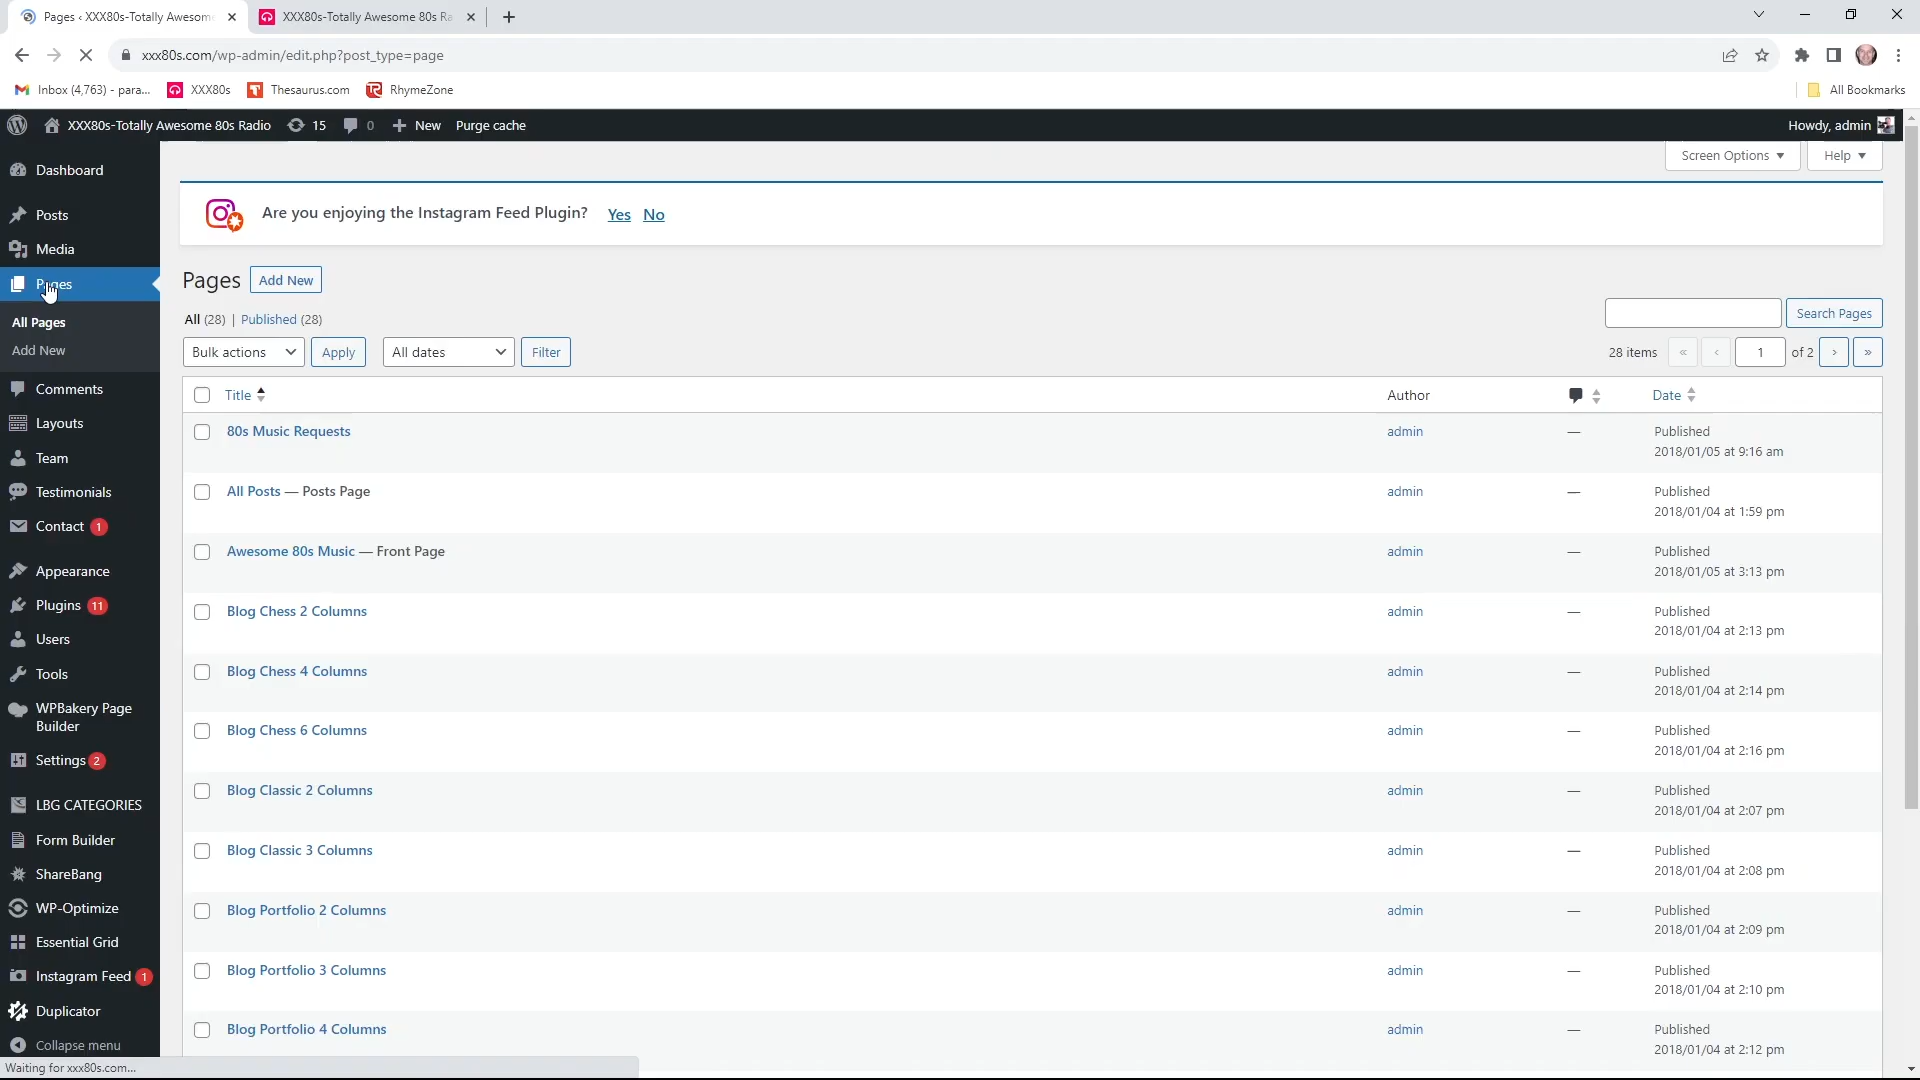 Pages ‹ XXX80s-Totally Awesome
XXX80s-Totally Awesome 80s Ra
xxx80s.com/wp-admin/edit.php?post_type=page
Inbox (4,763) - para...
XXX80s
Thesaurus.com
RhymeZone
All Bookmarks
XXX80s-Totally Awesome 80s Radio
15
0
New
Purge cache
Howdy, admin
Dashboard
Posts
Media
Pages
All Pages
Add New
Comments
Layouts
Team
Testimonials
Contact 1
Appearance
Plugins 11
Users
Tools
WPBakery Page
Builder
Settings 2
LBG CATEGORIES
Form Builder
ShareBang
WP-Optimize
Essential Grid
Instagram Feed 1
Duplicator
Collapse menu
Waiting for xxx80s.com...
Screen Options
Help
Are you enjoying the Instagram Feed Plugin? Yes No
Pages Add New
All (28) | Published (28)
Search Pages
Bulk actions Apply All dates Filter
28 items « ‹ 1 of 2 › »
Title Author Date
80s Music Requests admin — Published
2018/01/05 at 9:16 am
All Posts — Posts Page admin — Published
2018/01/04 at 1:59 pm
Awesome 80s Music — Front Page admin — Published
2018/01/05 at 3:13 pm
Blog Chess 2 Columns admin — Published
2018/01/04 at 2:13 pm
Blog Chess 4 Columns admin — Published
2018/01/04 at 2:14 pm
Blog Chess 6 Columns admin — Published
2018/01/04 at 2:16 pm
Blog Classic 2 Columns admin — Published
2018/01/04 at 2:07 pm
Blog Classic 3 Columns admin — Published
2018/01/04 at 2:08 pm
Blog Portfolio 2 Columns admin — Published
2018/01/04 at 2:09 pm
Blog Portfolio 3 Columns admin — Published
2018/01/04 at 2:10 pm
Blog Portfolio 4 Columns admin — Published
2018/01/04 at 2:12 pm